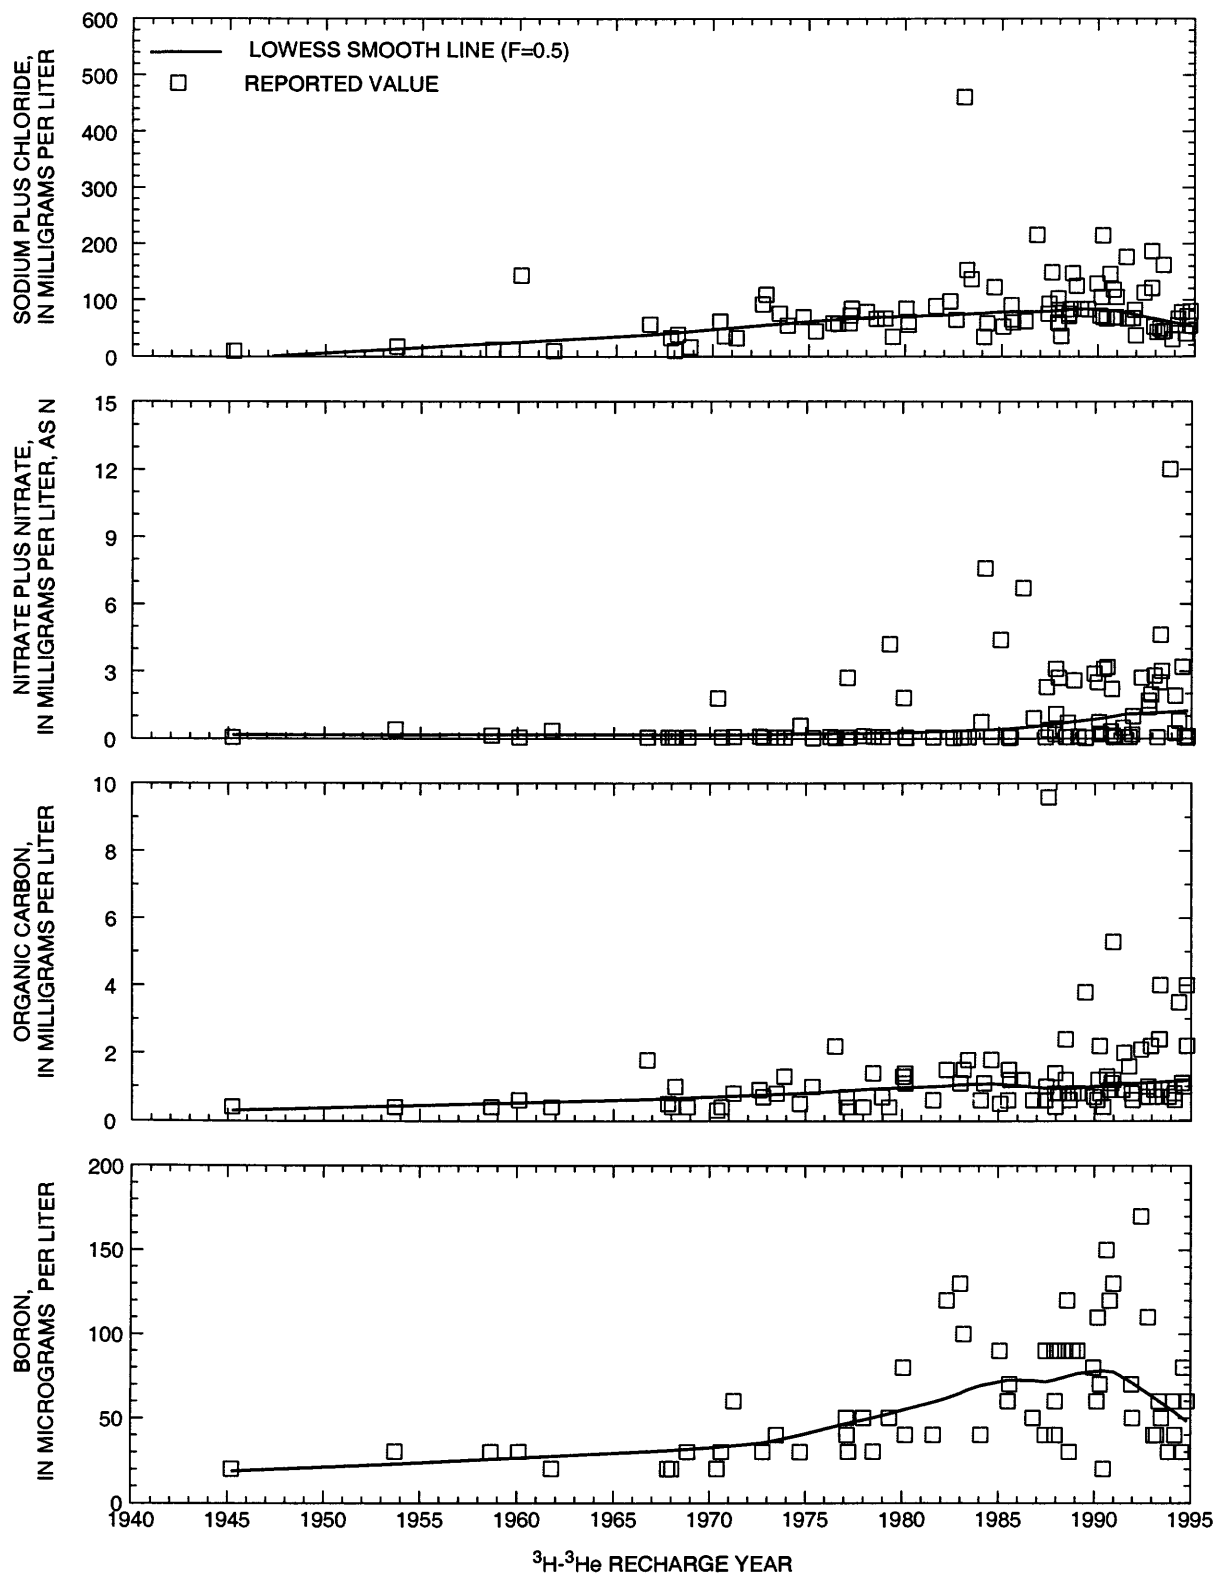 SODIUM PLUS CHLORIDE,
IN MILLIGRAMS PER LITER
600
500
400
300
200
100
0
LOWESS SMOOTH LINE (F=0.5)
REPORTED VALUE
NITRATE PLUS NITRATE,
IN MILLIGRAMS PER LITER, AS N
15
12
9
6
3
0
ORGANIC CARBON,
IN MILLIGRAMS PER LITER
10
8
6
4
2
0
BORON,
IN MICROGRAMS PER LITER
200
150
100
50
0
1940 1945 1950 1955 1960 1965 1970 1975 1980 1985 1990 1995
³H-³He RECHARGE YEAR